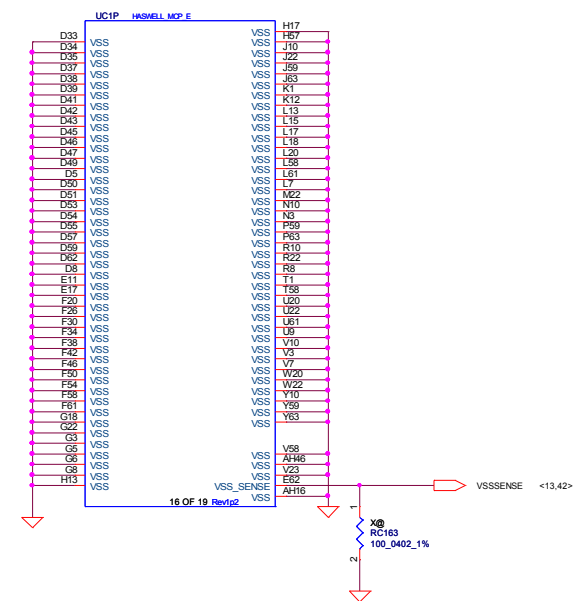 UC1P HASWELL_MCP_E
D33 VSS VSS H17
D34 VSS VSS H57
D35 VSS VSS J10
D37 VSS VSS J22
D38 VSS VSS J59
D39 VSS VSS J63
D41 VSS VSS K1
D42 VSS VSS K12
D43 VSS VSS L13
D45 VSS VSS L15
D46 VSS VSS L17
D47 VSS VSS L18
D49 VSS VSS L20
D5 VSS VSS L58
D50 VSS VSS L61
D51 VSS VSS L7
D53 VSS VSS M22
D54 VSS VSS N10
D55 VSS VSS N3
D57 VSS VSS P59
D59 VSS VSS P63
D62 VSS VSS R10
D8 VSS VSS R22
E11 VSS VSS R8
E17 VSS VSS T1
F20 VSS VSS T58
F26 VSS VSS U20
F30 VSS VSS U22
F34 VSS VSS U61
F38 VSS VSS U9
F42 VSS VSS V10
F46 VSS VSS V3
F50 VSS VSS V7
F54 VSS VSS W20
F58 VSS VSS W22
F61 VSS VSS Y10
G18 VSS VSS Y59
G22 VSS VSS Y63
G3 VSS
G5 VSS VSS V58
G6 VSS VSS AH46
G8 VSS VSS V23
H13 VSS VSS_SENSE E62
VSS AH16
VSSSENSE <13,42>
16 OF 19 Rev1p2
1
X@
RC163
100_0402_1%
2